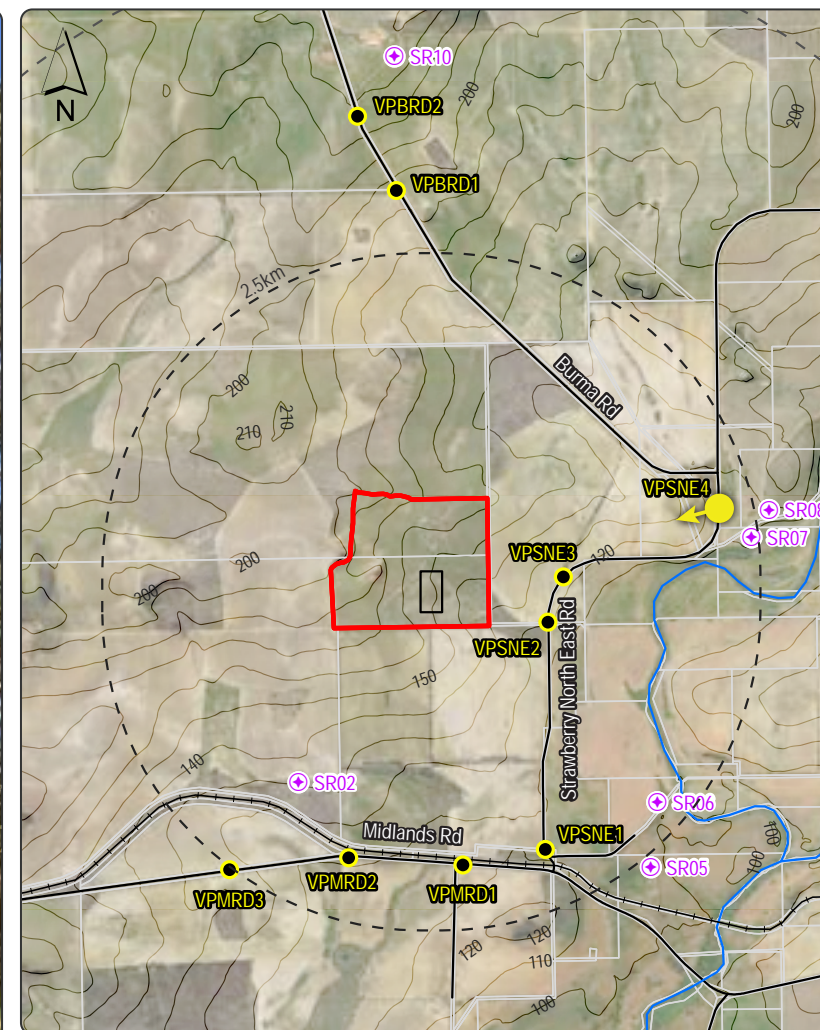 SR10
N
VPBRD2
200
200
VPBRD1
2.5km
Burma Rd
200
210
210
VPSNE4
SR08
SR07
VPSNE3
120
200
200
VPSNE2
Strawberry North East Rd
150
140
SR02
SR06
Midlands Rd
VPSNE1
100
100
VPMRD2
VPMRD1
SR05
VPMRD3
120
120
110
100